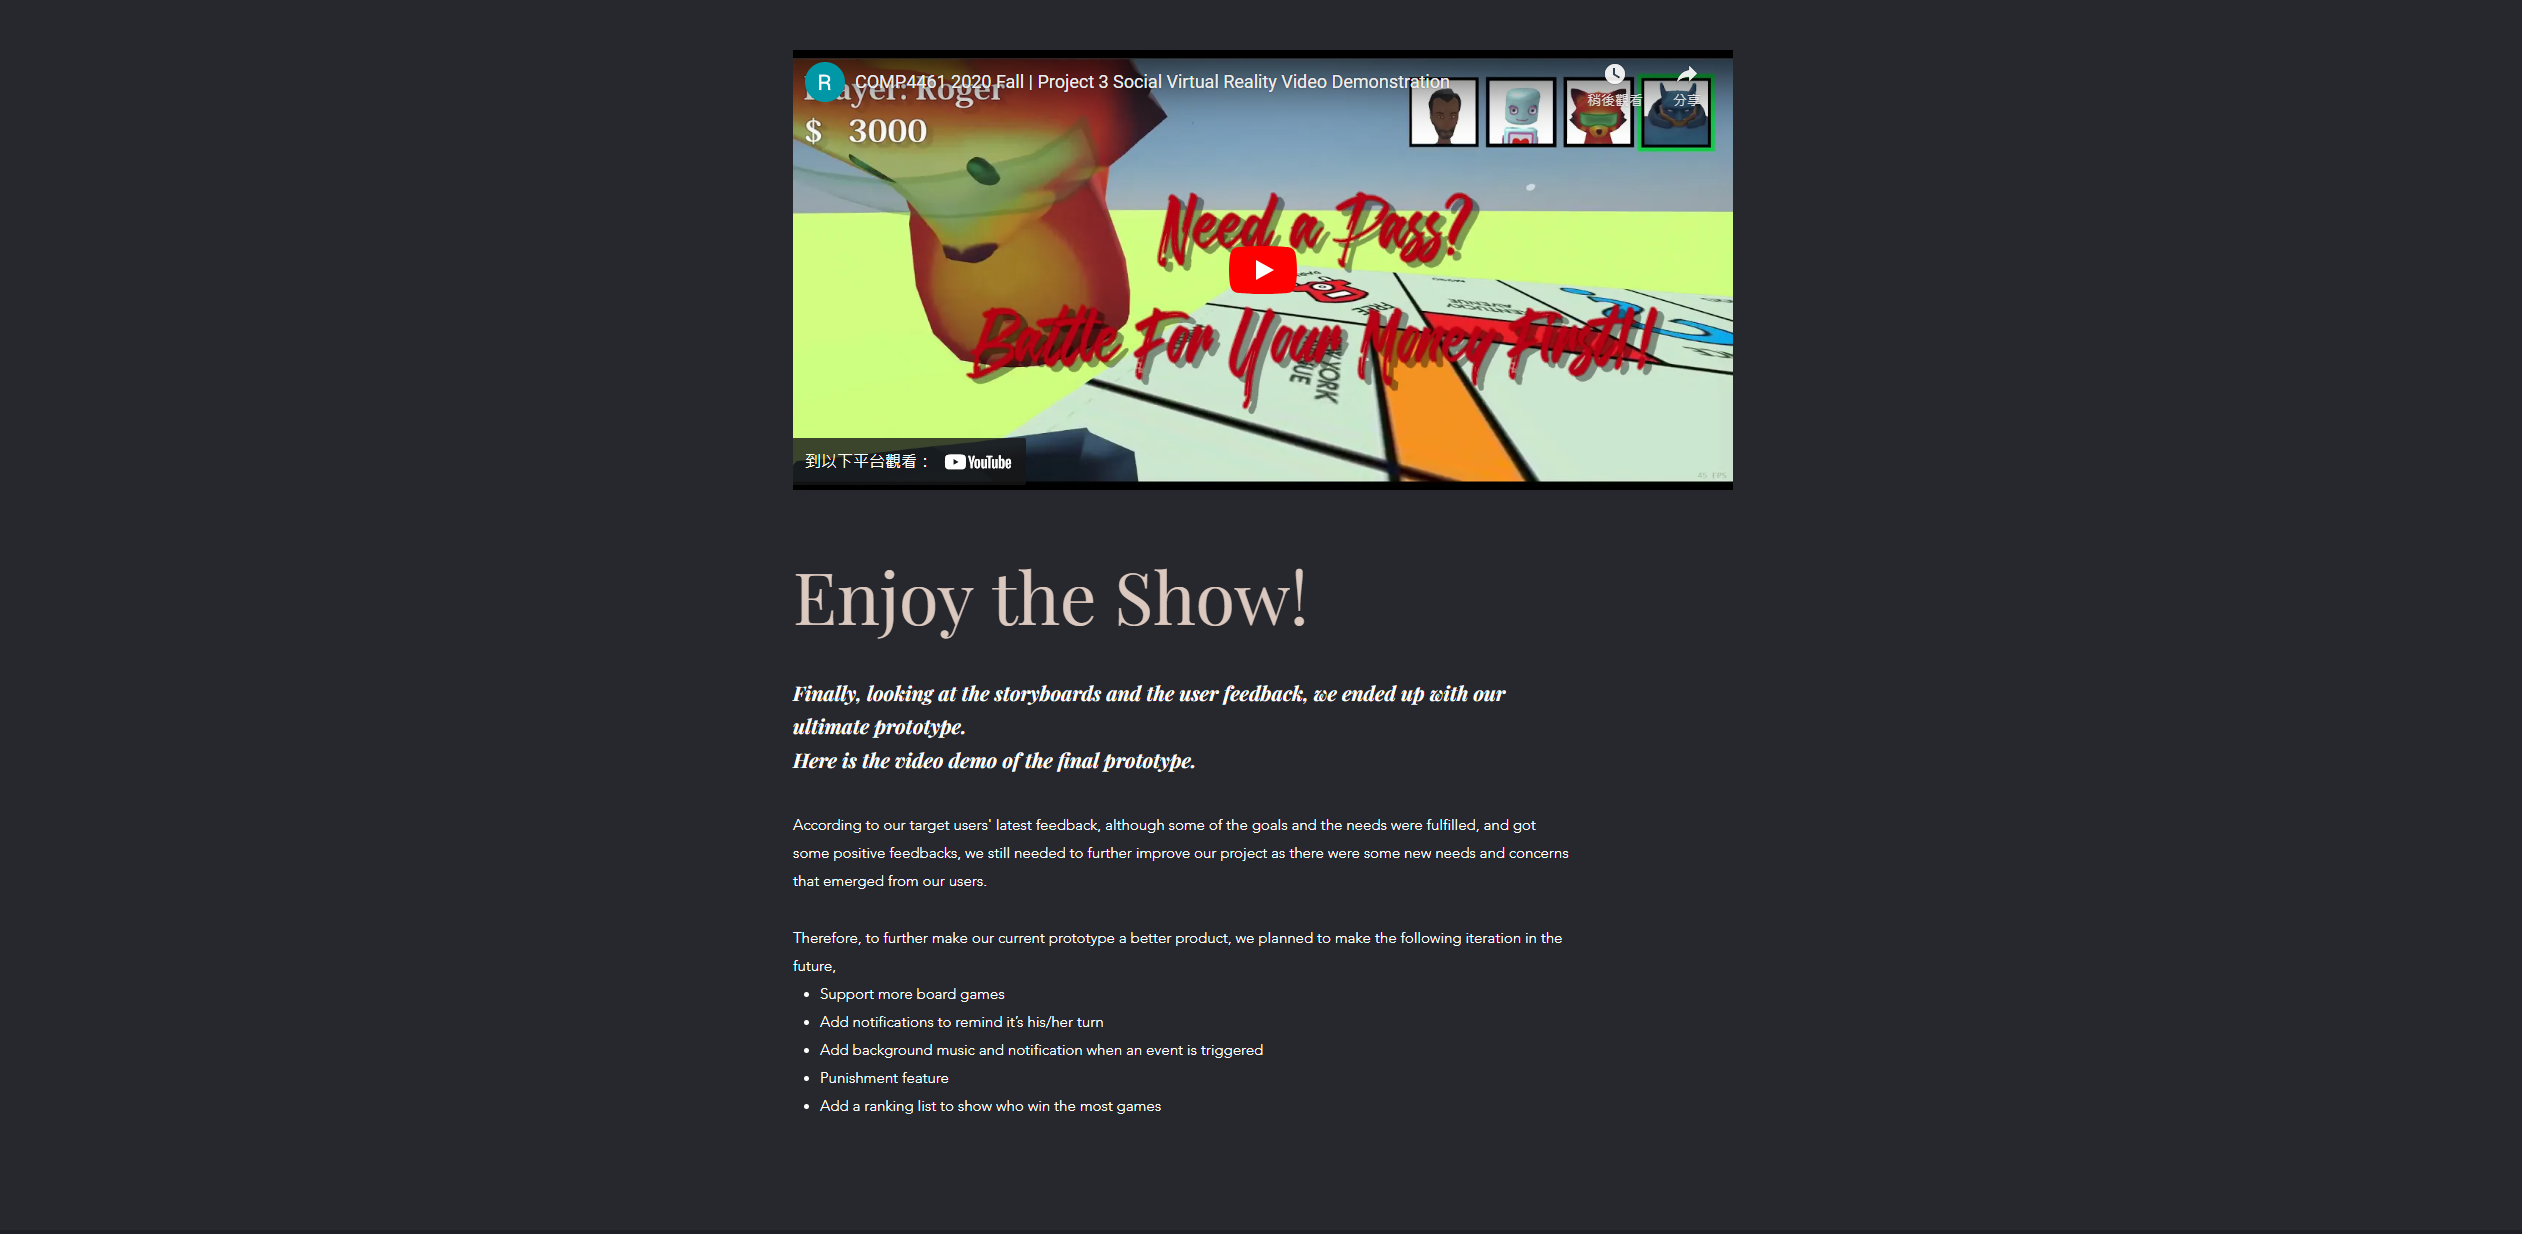 R COMP4461 2020 Fall | Project 3 Social Virtual Reality Video Demonstration
Player: Roger
$ 3000
稍後觀看
分享
Need a Pass?
Battle For Your Money First!!
FREE
KENTUCKY
AVENUE
NEW YORK
AVENUE
到以下平台觀看： YouTube
45 FPS
Enjoy the Show!
Finally, looking at the storyboards and the user feedback, we ended up with our
ultimate prototype.
Here is the video demo of the final prototype.
According to our target users' latest feedback, although some of the goals and the needs were fulfilled, and got
some positive feedbacks, we still needed to further improve our project as there were some new needs and concerns
that emerged from our users.
Therefore, to further make our current prototype a better product, we planned to make the following iteration in the
future,
• Support more board games
• Add notifications to remind it’s his/her turn
• Add background music and notification when an event is triggered
• Punishment feature
• Add a ranking list to show who win the most games